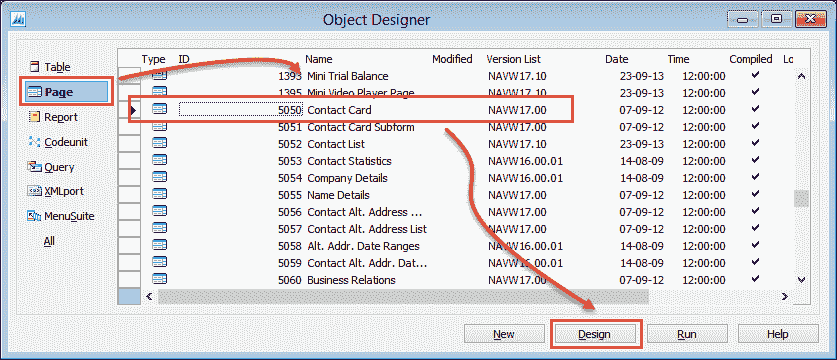 Object Designer
Type ID Name Modified Version List Date Time Compiled Lo
Table
Page
Report
Codeunit
Query
XMLport
MenuSuite
All
1393 Mini Trial Balance NAVW17.10 23-09-13 12:00:00
1395 Mini Video Player Page NAVW17.10 23-09-13 12:00:00
5050 Contact Card NAVW17.00 07-09-12 12:00:00
5051 Contact Card Subform NAVW17.00 07-09-12 12:00:00
5052 Contact List NAVW17.10 23-09-13 12:00:00
5053 Contact Statistics NAVW16.00.01 14-08-09 12:00:00
5054 Company Details NAVW16.00.01 14-08-09 12:00:00
5055 Name Details NAVW17.00 07-09-12 12:00:00
5056 Contact Alt. Address ... NAVW17.00 07-09-12 12:00:00
5057 Contact Alt. Address List NAVW17.00 07-09-12 12:00:00
5058 Alt. Addr. Date Ranges NAVW16.00.01 14-08-09 12:00:00
5059 Contact Alt. Addr. Dat... NAVW16.00.01 14-08-09 12:00:00
5060 Business Relations NAVW17.00 07-09-12 12:00:00
New Design Run Help